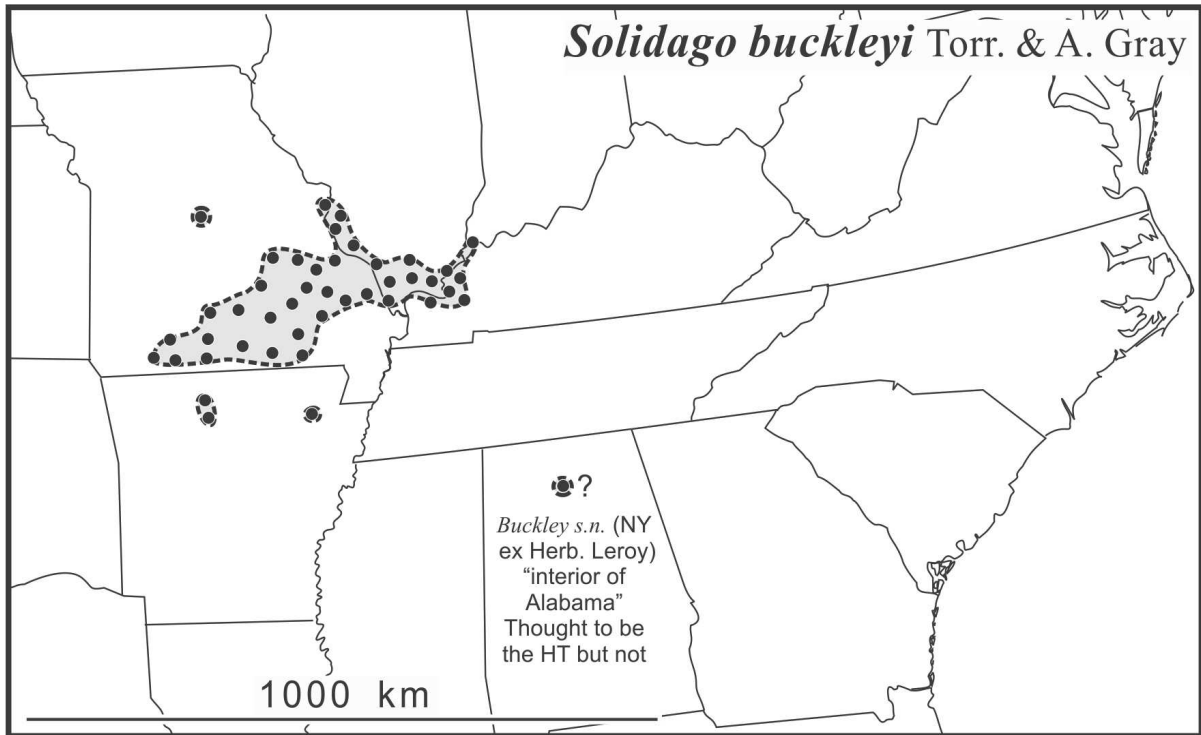 Solidago buckleyi Torr. & A. Gray
?
Buckley s.n. (NY
ex Herb. Leroy)
“interior of
Alabama”
Thought to be
the HT but not
1000 km